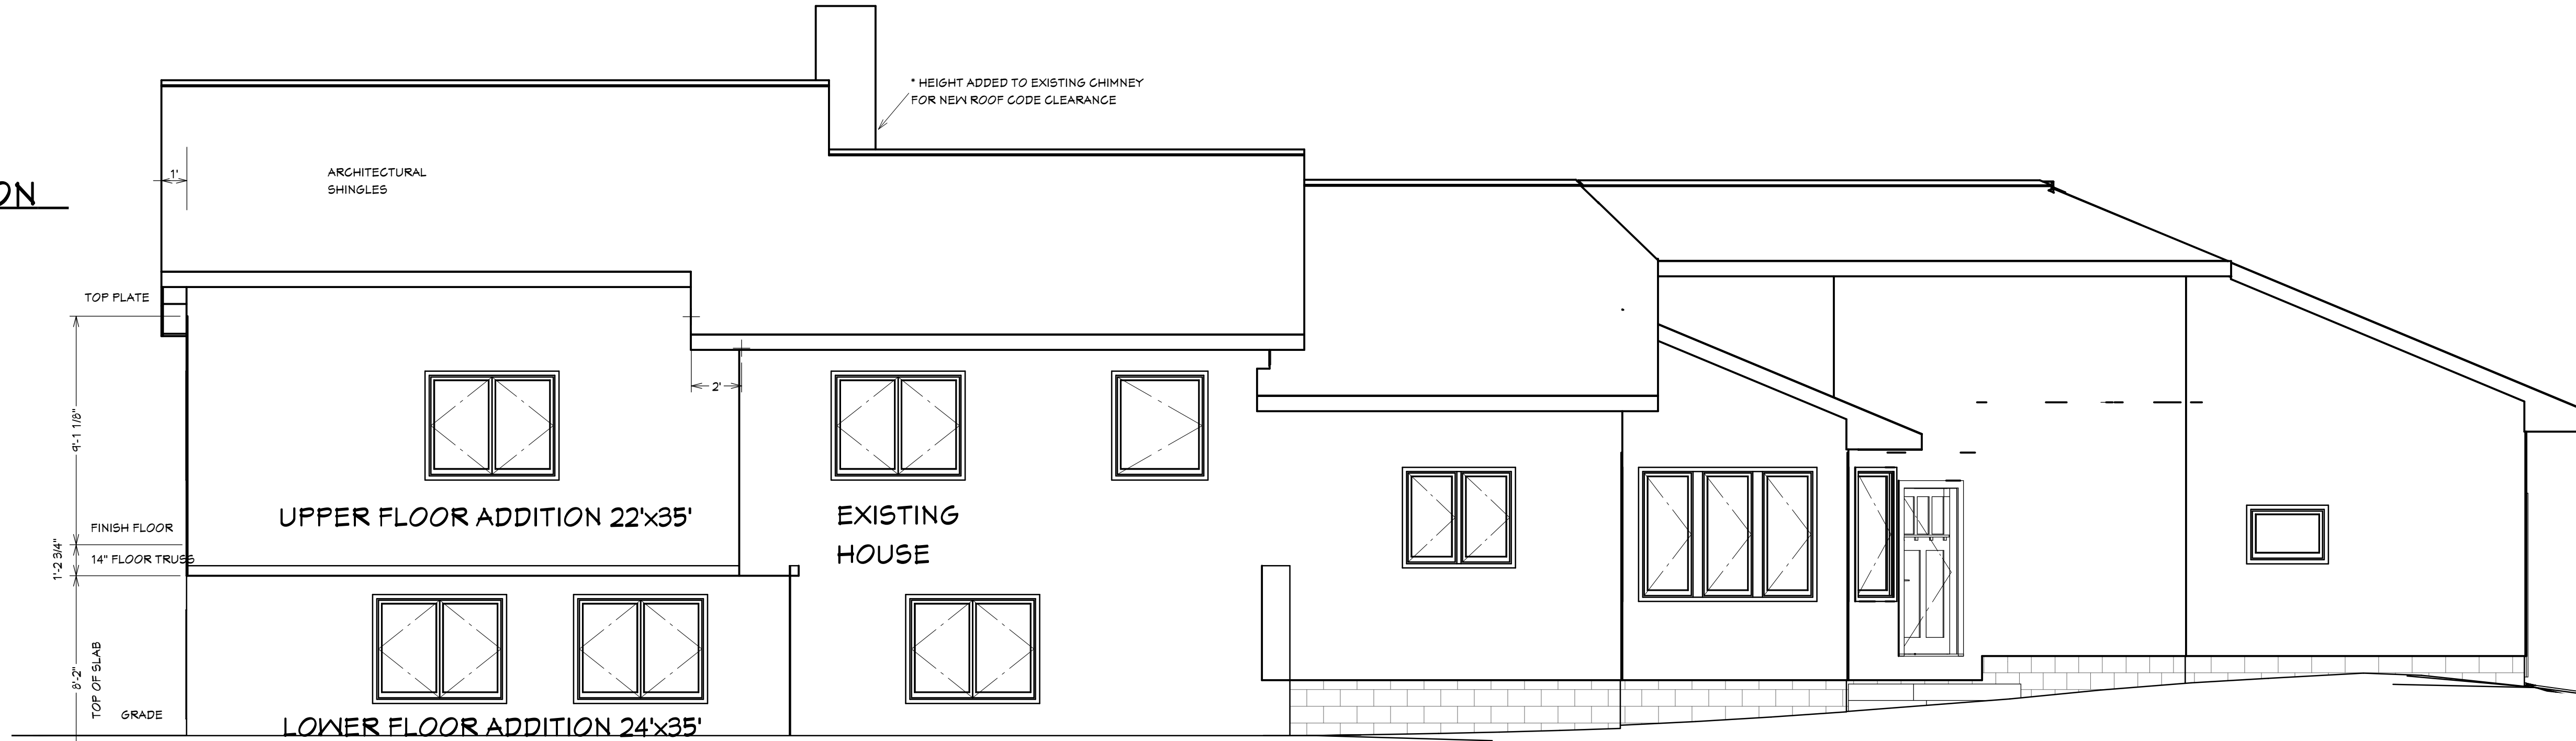 ON
* HEIGHT ADDED TO EXISTING CHIMNEY
FOR NEW ROOF CODE CLEARANCE
1'
ARCHITECTURAL
SHINGLES
TOP PLATE
2'
9'-1 1/8"
UPPER FLOOR ADDITION 22'x35'
EXISTING
HOUSE
FINISH FLOOR
1'-2 3/4"
14" FLOOR TRUSS
8'-2"
TOP OF SLAB
GRADE
LOWER FLOOR ADDITION 24'x35'